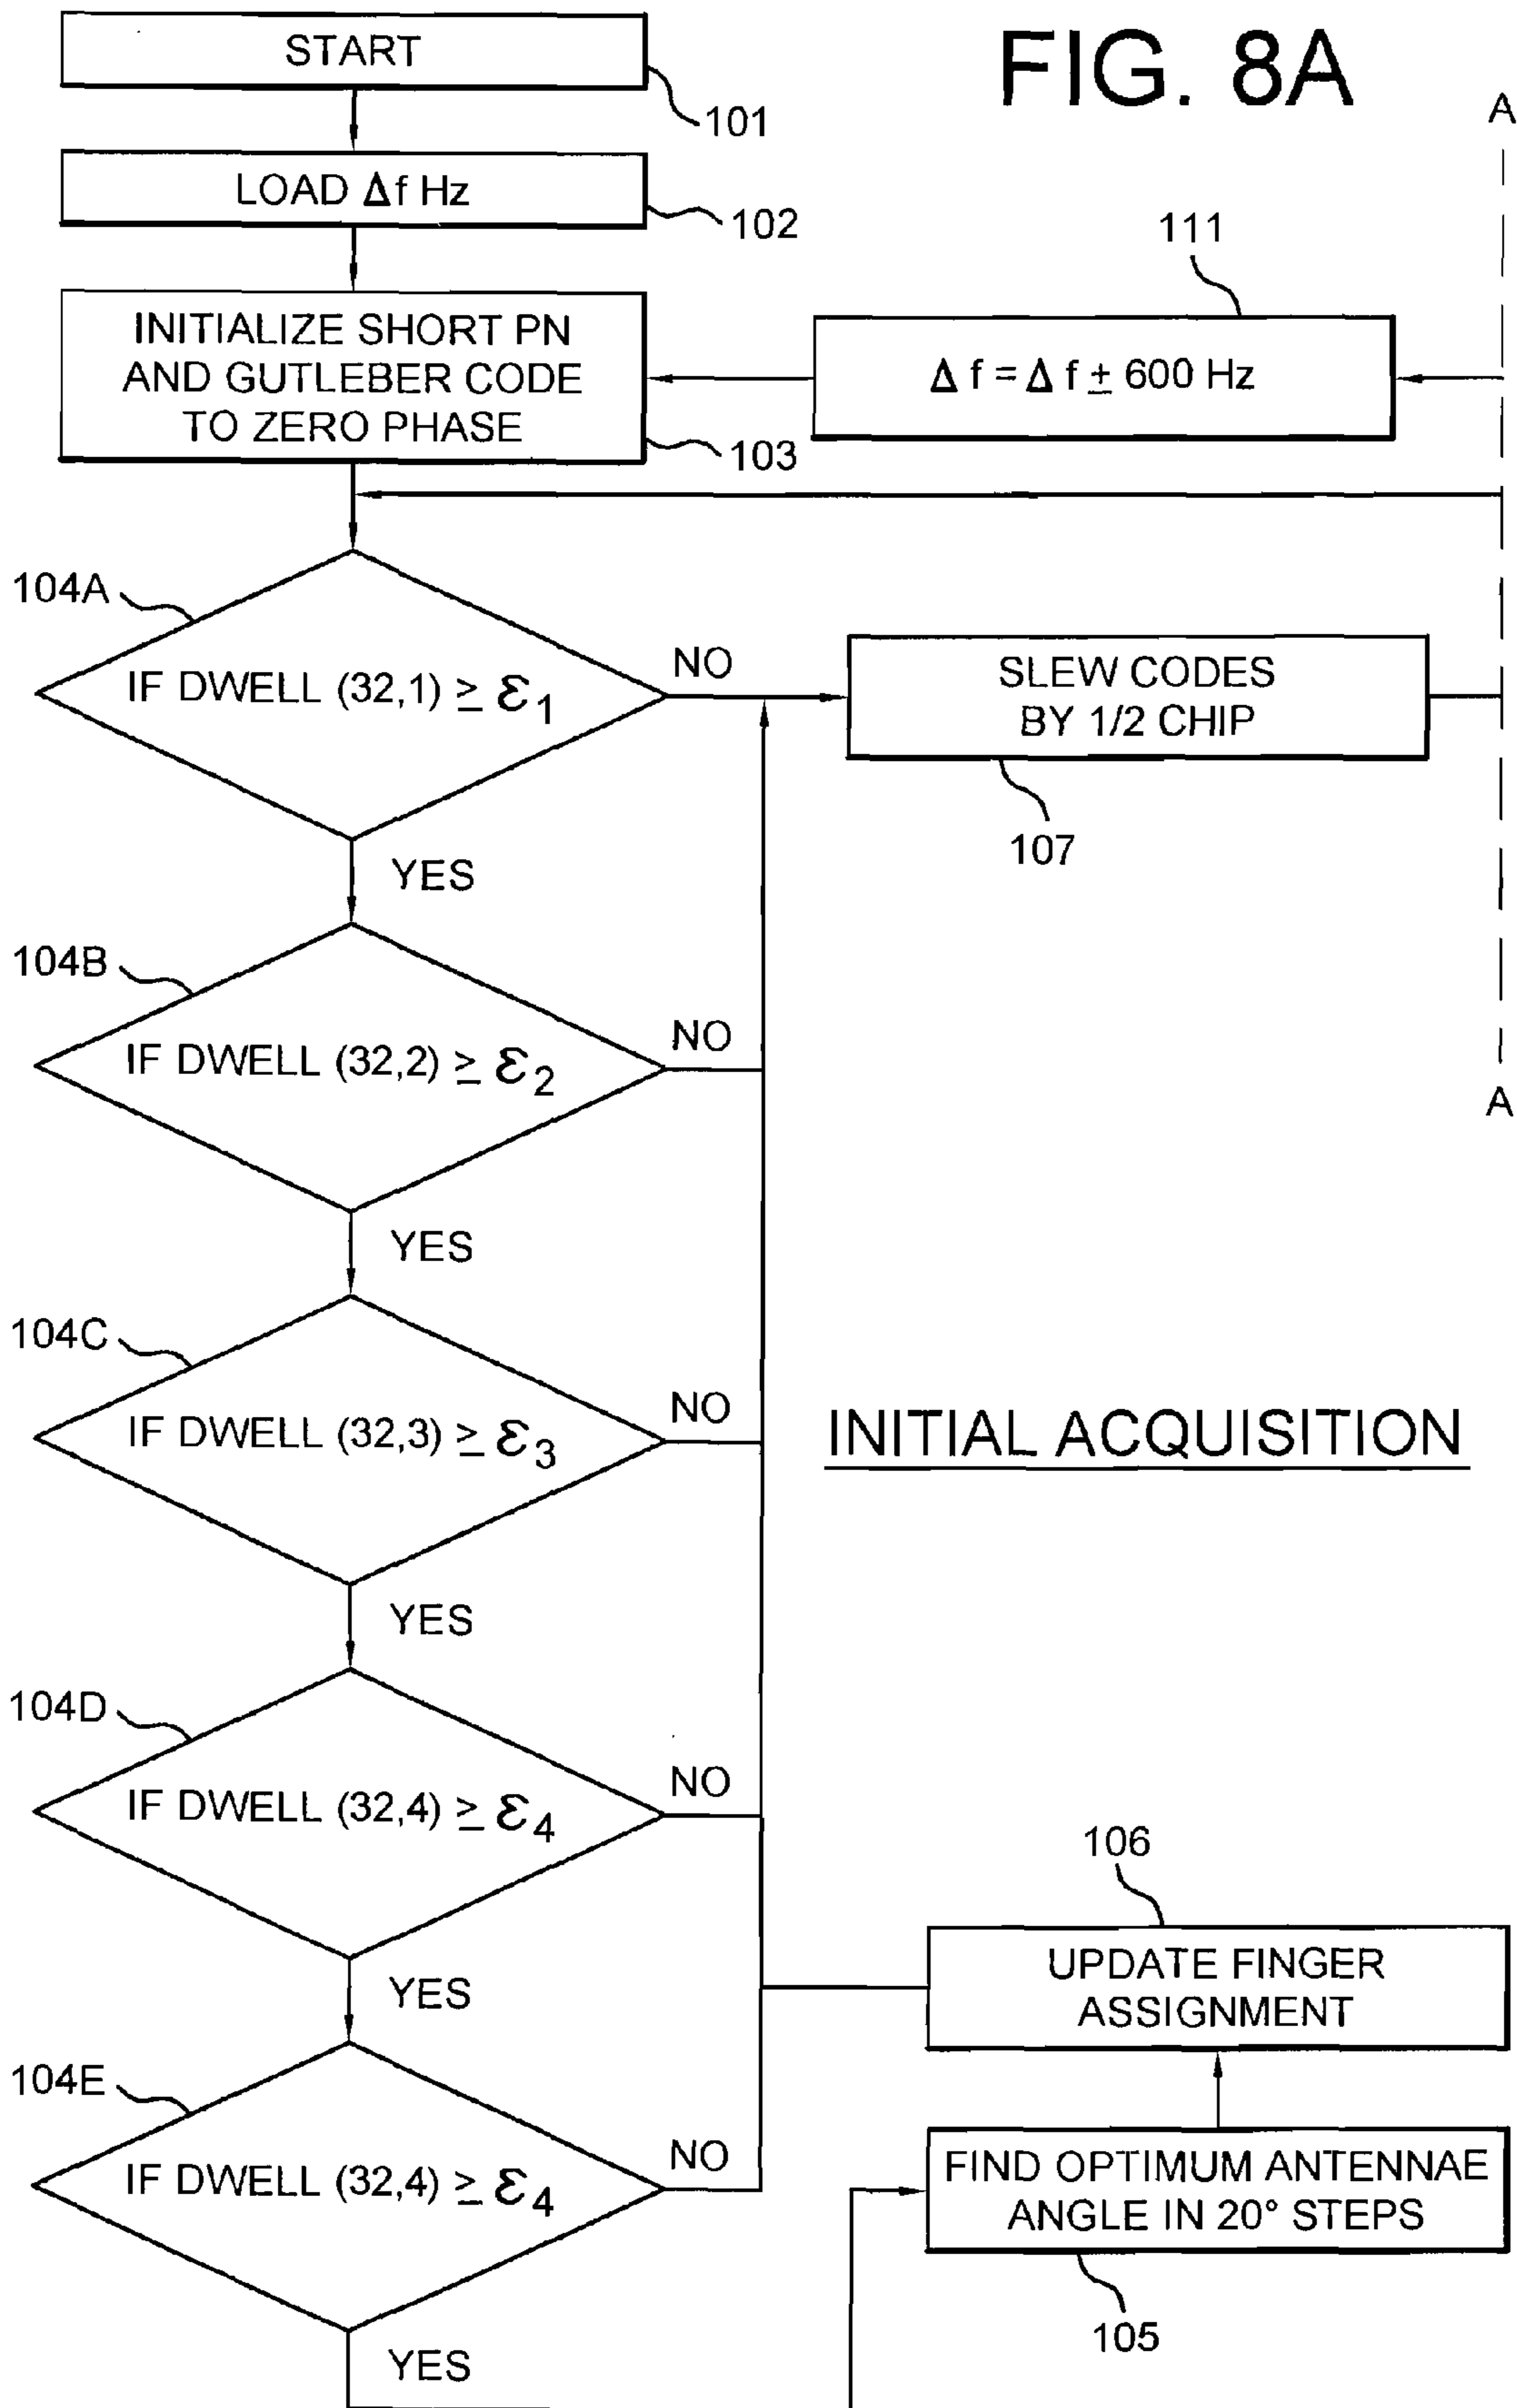 FIG. 8A
START
101
LOAD Δf Hz
102
INITIALIZE SHORT PN
AND GUTLEBER CODE
TO ZERO PHASE
103
111
Δ f = Δ f ± 600 Hz
A
104A
IF DWELL (32,1) ≥ ε1
NO
SLEW CODES
BY 1/2 CHIP
107
YES
104B
IF DWELL (32,2) ≥ ε2
NO
A
YES
104C
IF DWELL (32,3) ≥ ε3
NO
INITIAL ACQUISITION
YES
104D
IF DWELL (32,4) ≥ ε4
NO
106
UPDATE FINGER
ASSIGNMENT
YES
104E
IF DWELL (32,4) ≥ ε4
NO
FIND OPTIMUM ANTENNAE
ANGLE IN 20° STEPS
105
YES